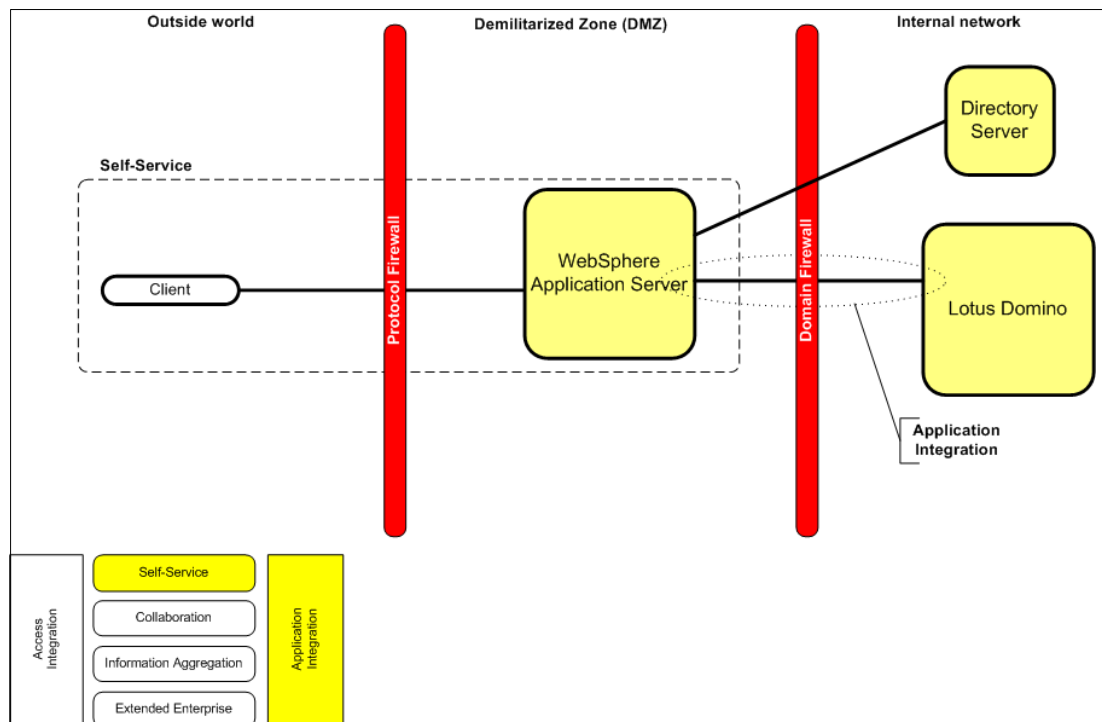 Outside world
Demilitarized Zone (DMZ)
Internal network
Directory
Server
Self-Service
Protocol Firewall
Domain Firewall
WebSphere
Application Server
Client
Lotus Domino
Application
Integration
Access
Integration
Self-Service
Collaboration
Information Aggregation
Extended Enterprise
Application
Integration